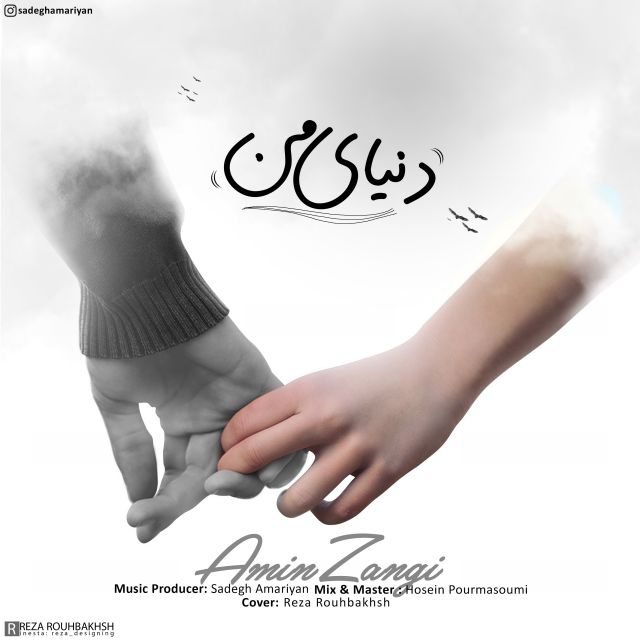 sadeghamariyan
دنیای من
Amin Zangi
Music Producer: Sadegh Amariyan Mix & Master : Hosein Pourmasoumi
Cover: Reza Rouhbakhsh
R REZA ROUHBAKHSH
inesta: reza_designing